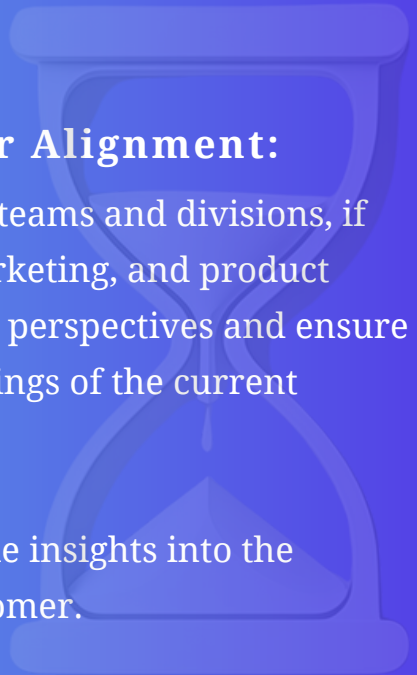 r Alignment:
teams and divisions, if
rketing, and product
perspectives and ensure
ings of the current
e insights into the
omer.